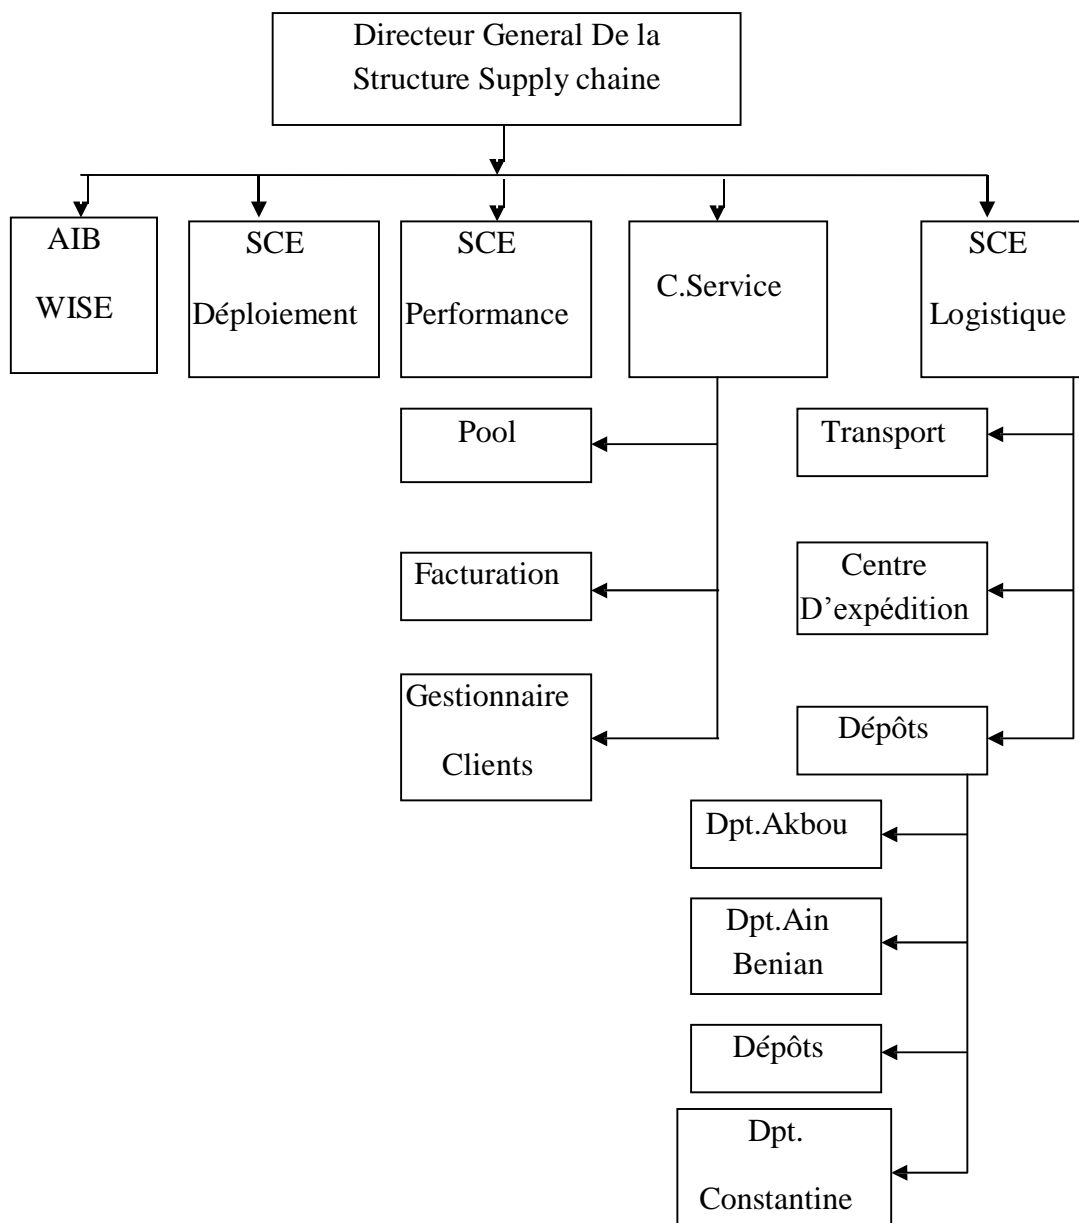 Directeur General De la
Structure Supply chaine
AIB
WISE
SCE
Déploiement
SCE
Performance
C.Service
SCE
Logistique
Pool
Facturation
Gestionnaire
Clients
Transport
Centre
D’expédition
Dépôts
Dpt.Akbou
Dpt.Ain
Benian
Dépôts
Dpt.
Constantine